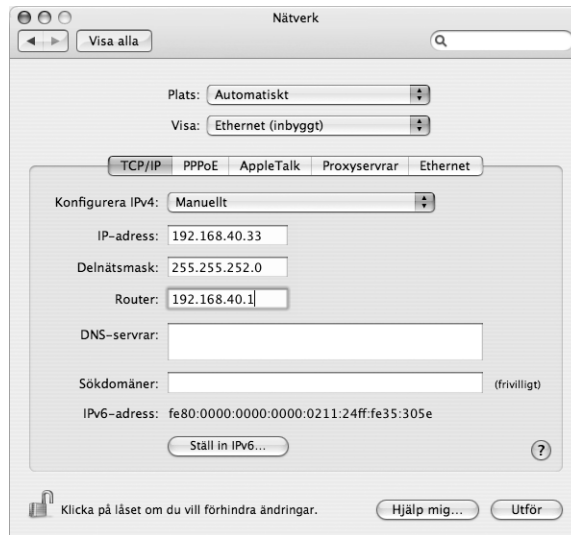 Nätverk
Visa alla
Plats: Automatiskt
Visa: Ethernet (inbyggt)
TCP/IP PPPoE AppleTalk Proxyservrar Ethernet
Konfigurera IPv4: Manuellt
IP-adress: 192.168.40.33
Delnätsmask: 255.255.252.0
Router: 192.168.40.1
DNS-servrar:
Sökdomäner: (frivilligt)
IPv6-adress: fe80:0000:0000:0000:0211:24ff:fe35:305e
Ställ in IPv6...
?
Klicka på låset om du vill förhindra ändringar. Hjälp mig... Utför